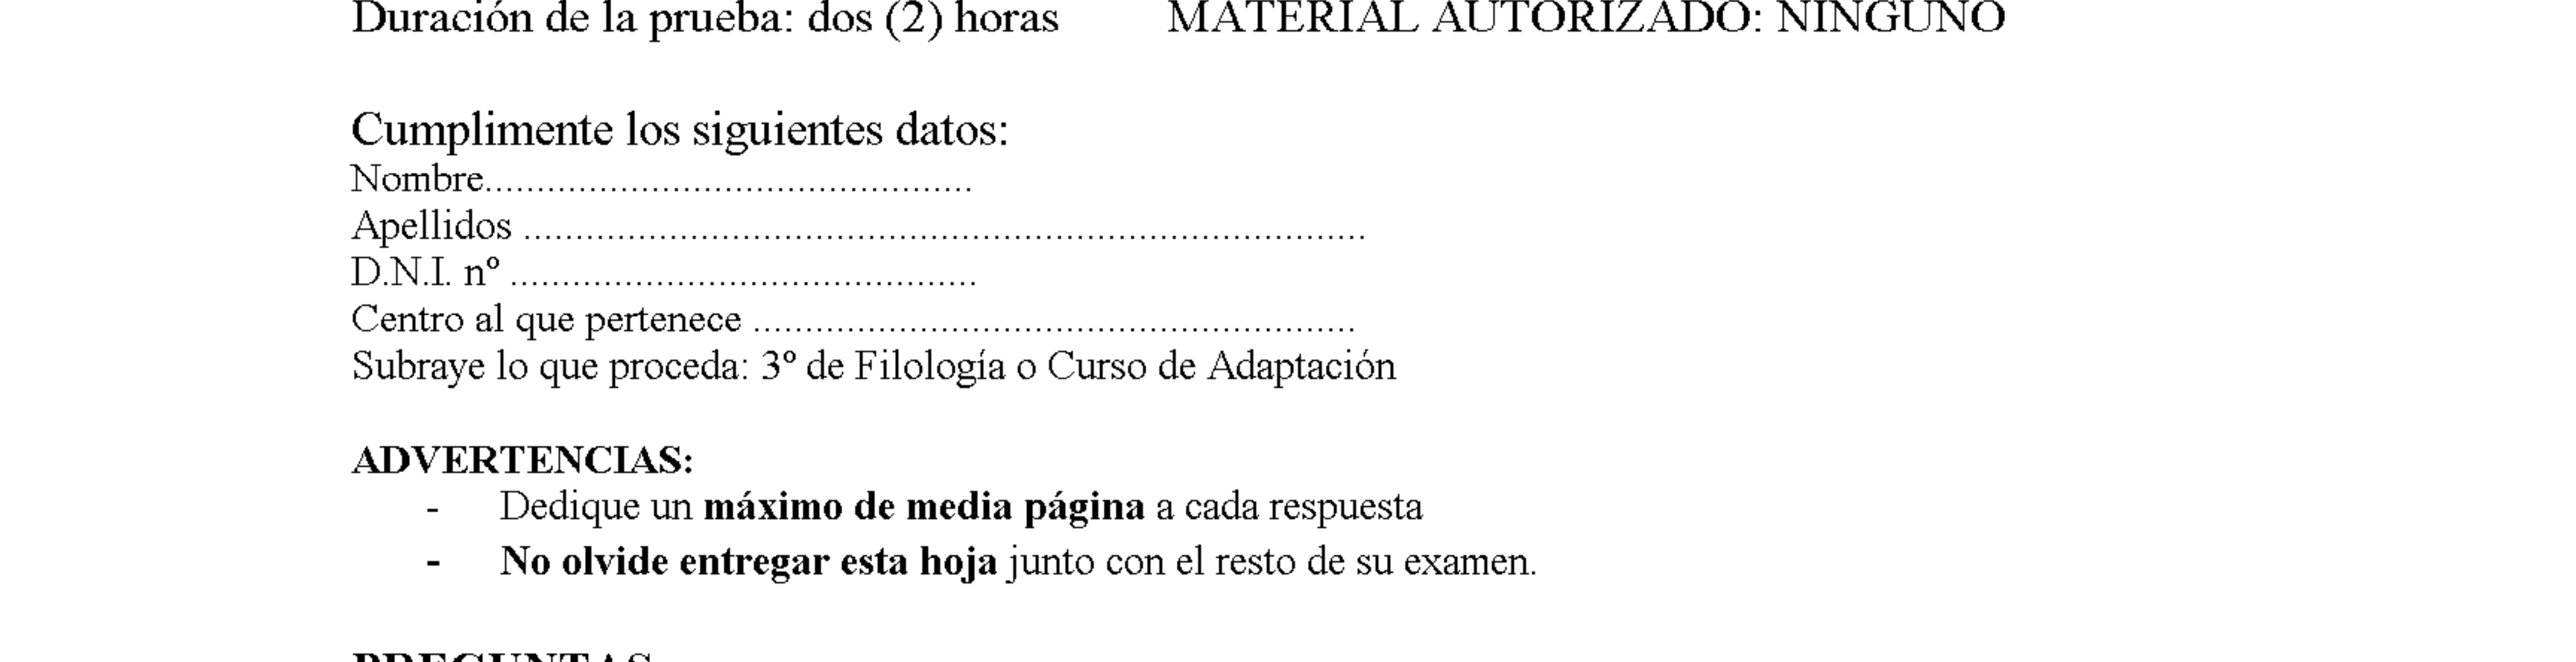 Duración de la prueba: dos (2) horas MATERIAL AUTORIZADO: NINGUNO
Cumplimente los siguientes datos:
Nombre...............................................
Apellidos .................................................................................
D.N.I. nº .............................................
Centro al que pertenece ..........................................................
Subraye lo que proceda: 3º de Filología o Curso de Adaptación
ADVERTENCIAS:
- Dedique un máximo de media página a cada respuesta
- No olvide entregar esta hoja junto con el resto de su examen.
PREGUNTAS